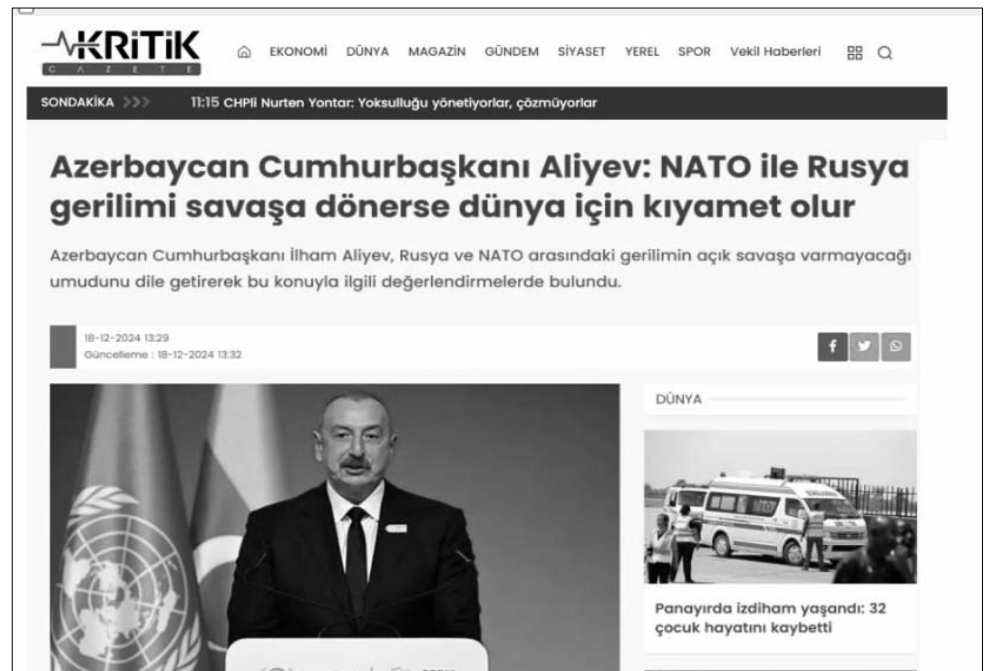 KRİTİK
GAZETE
EKONOMİ DÜNYA MAGAZİN GÜNDEM SİYASET YEREL SPOR Vekil Haberleri
SONDAKİKA >>> 11:15 CHPli Nurten Yontar: Yoksulluğu yönetiyorlar, çözmüyorlar
Azerbaycan Cumhurbaşkanı Aliyev: NATO ile Rusya
gerilimi savaşa dönerse dünya için kıyamet olur
Azerbaycan Cumhurbaşkanı İlham Aliyev, Rusya ve NATO arasındaki gerilimin açık savaşa varmayacağı
umudunu dile getirerek bu konuyla ilgili değerlendirmelerde bulundu.
18-12-2024 13:29
Güncelleme : 18-12-2024 13:32
DÜNYA
Panayırda izdiham yaşandı: 32
çocuk hayatını kaybetti